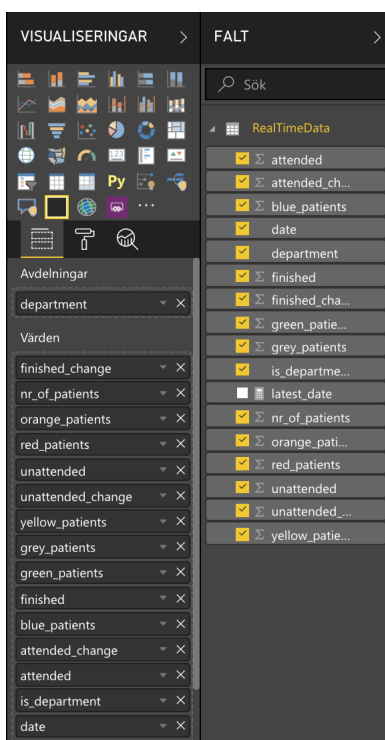 VISUALISERINGAR
123
Py
Avdelningar
department
Värden
finished_change
nr_of_patients
orange_patients
red_patients
unattended
unattended_change
yellow_patients
grey_patients
green_patients
finished
blue_patients
attended_change
attended
is_department
date
FÄLT
Sök
RealTimeData
Σ attended
Σ attended_ch...
Σ blue_patients
date
department
Σ finished
Σ finished_cha...
Σ green_patie...
Σ grey_patients
is_departme...
latest_date
Σ nr_of_patients
Σ orange_pati...
Σ red_patients
Σ unattended
Σ unattended_...
Σ yellow_patie...